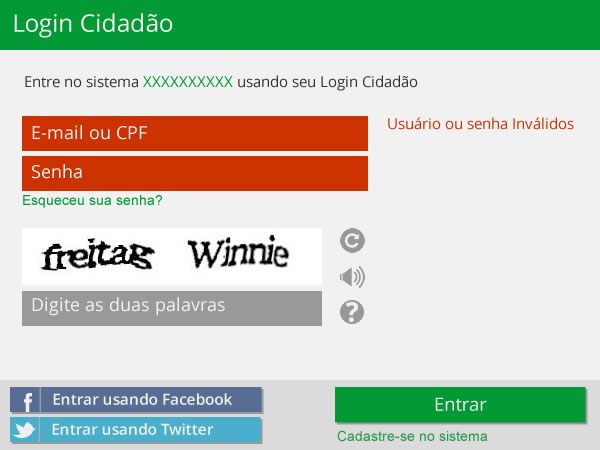 Login Cidadão
Entre no sistema XXXXXXXXXX usando seu Login Cidadão
E-mail ou CPF
Usuário ou senha Inválidos
Senha
Esqueceu sua senha?
freitag Winnie
Digite as duas palavras
Entrar usando Facebook
Entrar
Entrar usando Twitter
Cadastre-se no sistema